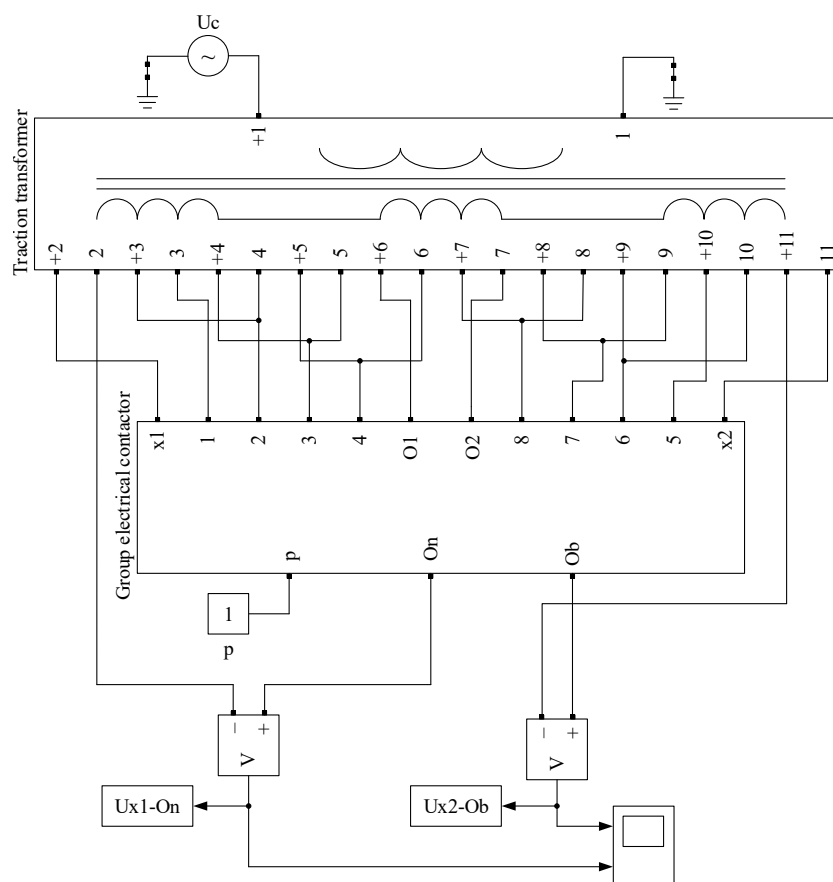 Uc
~
+1
1
Traction transformer
+2
2
+3
3
+4
4
+5
5
+6
6
+7
7
+8
8
+9
9
+10
10
+11
11
x1
1
2
3
4
O1
O2
8
7
6
5
x2
Group electrical contactor
p
On
Ob
1
p
− +
V
− +
V
Ux1-On
Ux2-Ob